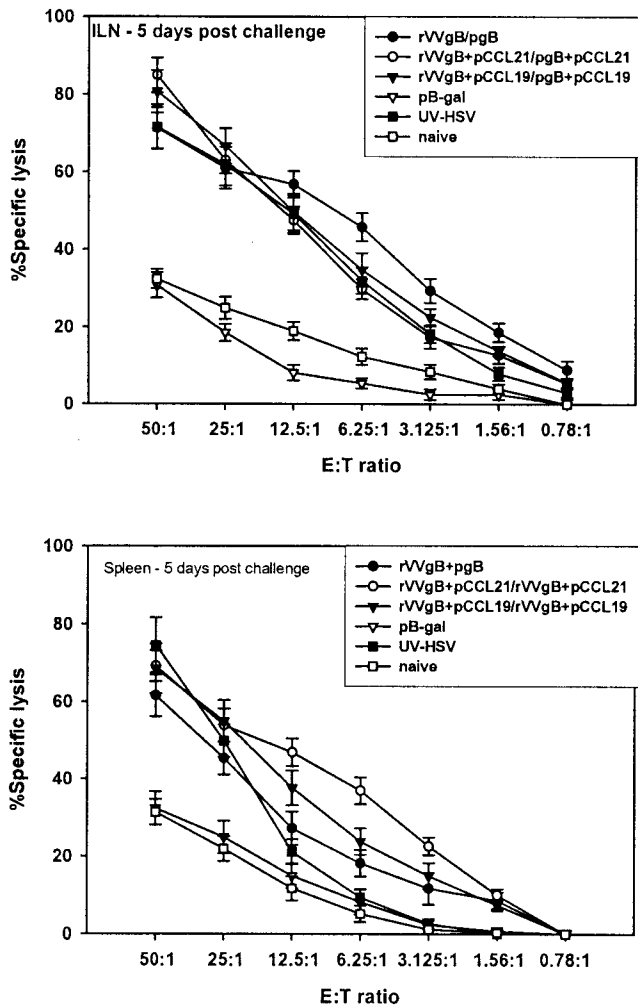 ILN - 5 days post challenge
rVVgB/pgB
rVVgB+pCCL21/pgB+pCCL21
rVVgB+pCCL19/pgB+pCCL19
pB-gal
UV-HSV
naive
100
80
60
40
20
0
%Specific lysis
50:1 25:1 12.5:1 6.25:1 3.125:1 1.56:1 0.78:1
E:T ratio
Spleen - 5 days post challenge
rVVgB+pgB
rVVgB+pCCL21/rVVgB+pCCL21
rVVgB+pCCL19/rVVgB+pCCL19
pB-gal
UV-HSV
naive
100
80
60
40
20
0
%Specific lysis
50:1 25:1 12.5:1 6.25:1 3.125:1 1.56:1 0.78:1
E:T ratio